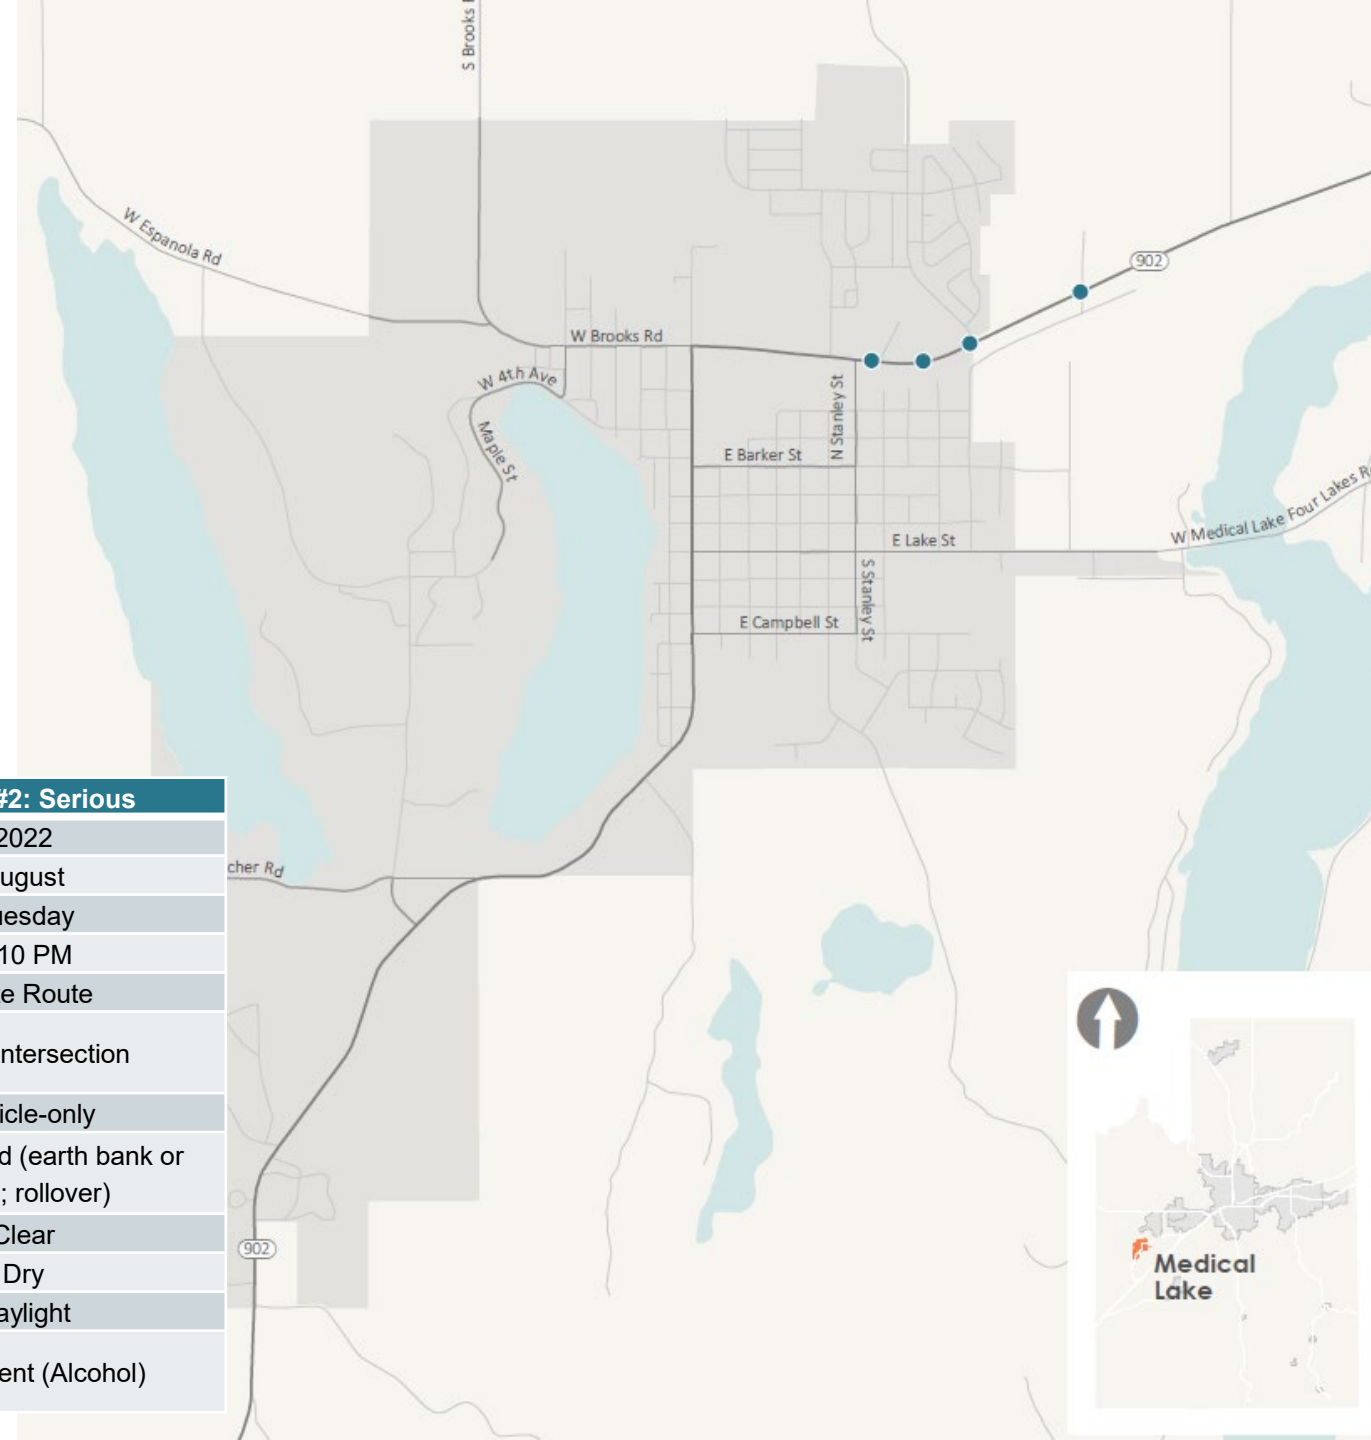 S Brooks
W Espanola Rd
902
W Brooks Rd
W 4th Ave
N Stanley St
Maple St
E Barker St
W Medical Lake Four Lakes R
E Lake St
S Stanley St
E Campbell St
#2: Serious
2022
ugust
cher Rd
uesday
10 PM
te Route
ntersection
icle-only
d (earth bank or
; rollover)
Clear
902
Dry
Medical
Lake
aylight
ent (Alcohol)